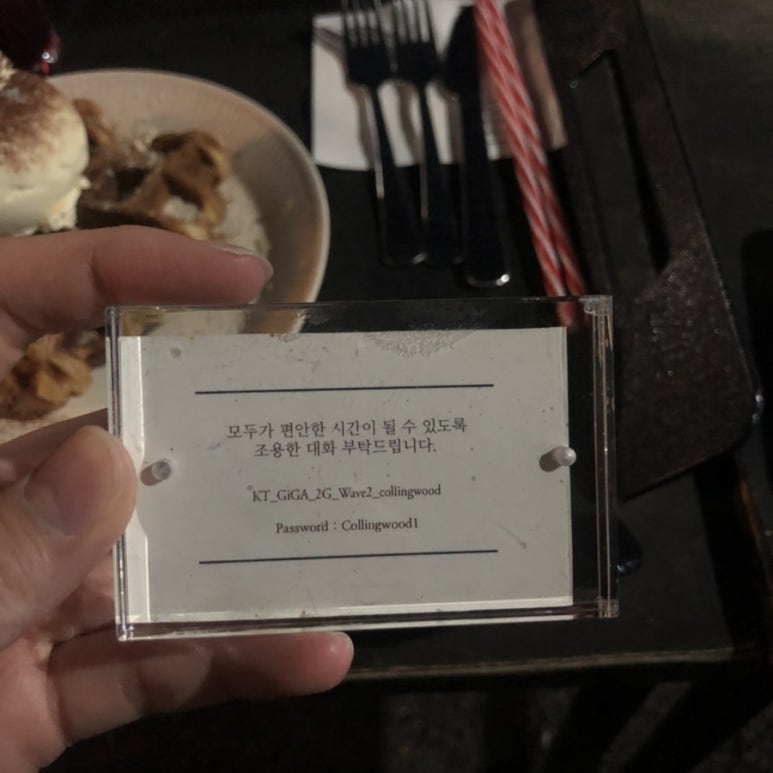 모두가 편안한 시간이 될 수 있도록
조용한 대화 부탁드립니다.
KT_GiGA_2G_Wave2_collingwood
Password : Collingwood1